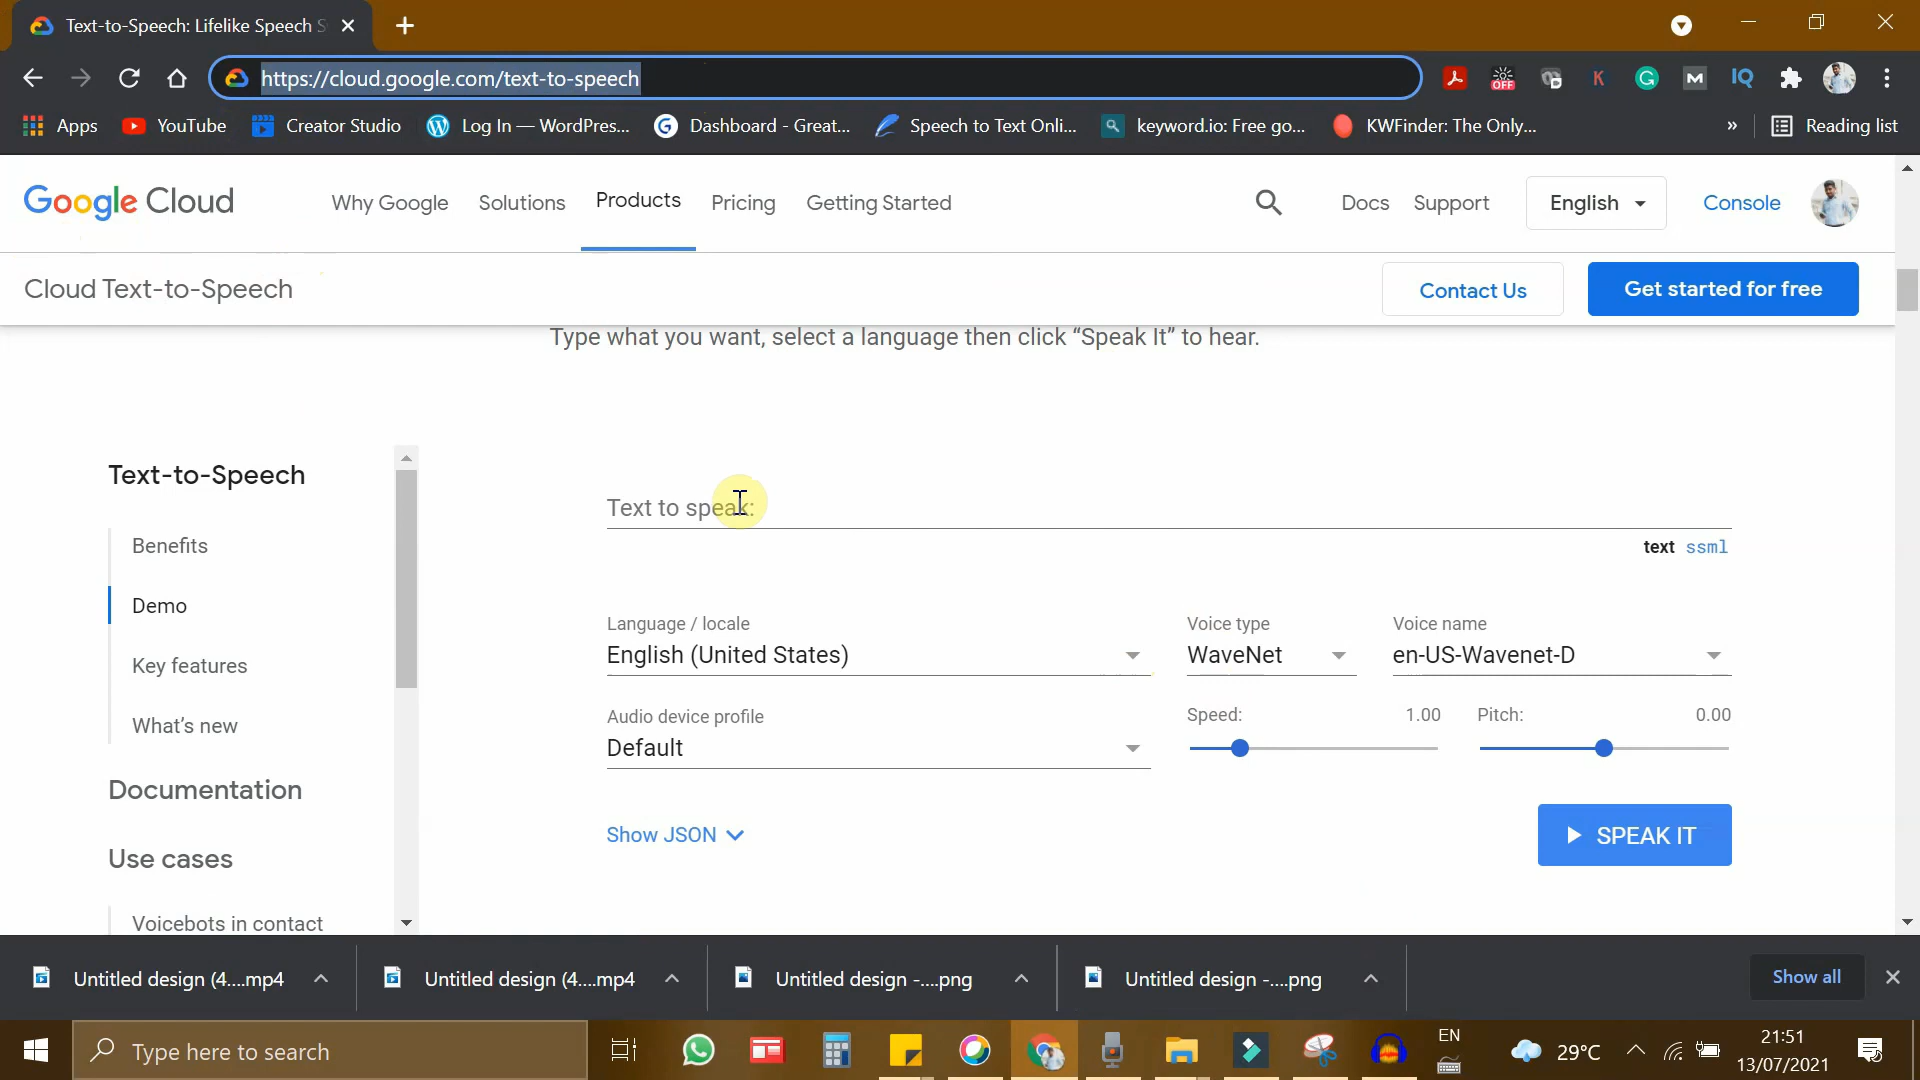 Text-to-Speech: Lifelike Speech S
https://cloud.google.com/text-to-speech
OFF
K
G
M
IQ
Apps
YouTube
Creator Studio
Log In — WordPres...
Dashboard - Great...
Speech to Text Onli...
keyword.io: Free go...
KWFinder: The Only...
»
Reading list
Google Cloud
Why Google
Solutions
Products
Pricing
Getting Started
Docs
Support
English
Console
Cloud Text-to-Speech
Contact Us
Get started for free
Type what you want, select a language then click “Speak It” to hear.
Text-to-Speech
Benefits
Demo
Key features
What's new
Documentation
Use cases
Voicebots in contact
Text to speak:
text ssml
Language / locale
English (United States)
Voice type
WaveNet
Voice name
en-US-Wavenet-D
Audio device profile
Default
Speed: 1.00
Pitch: 0.00
Show JSON
SPEAK IT
Untitled design (4....mp4
Untitled design (4....mp4
Untitled design -....png
Untitled design -....png
Show all
Type here to search
EN
29°C
21:51
13/07/2021